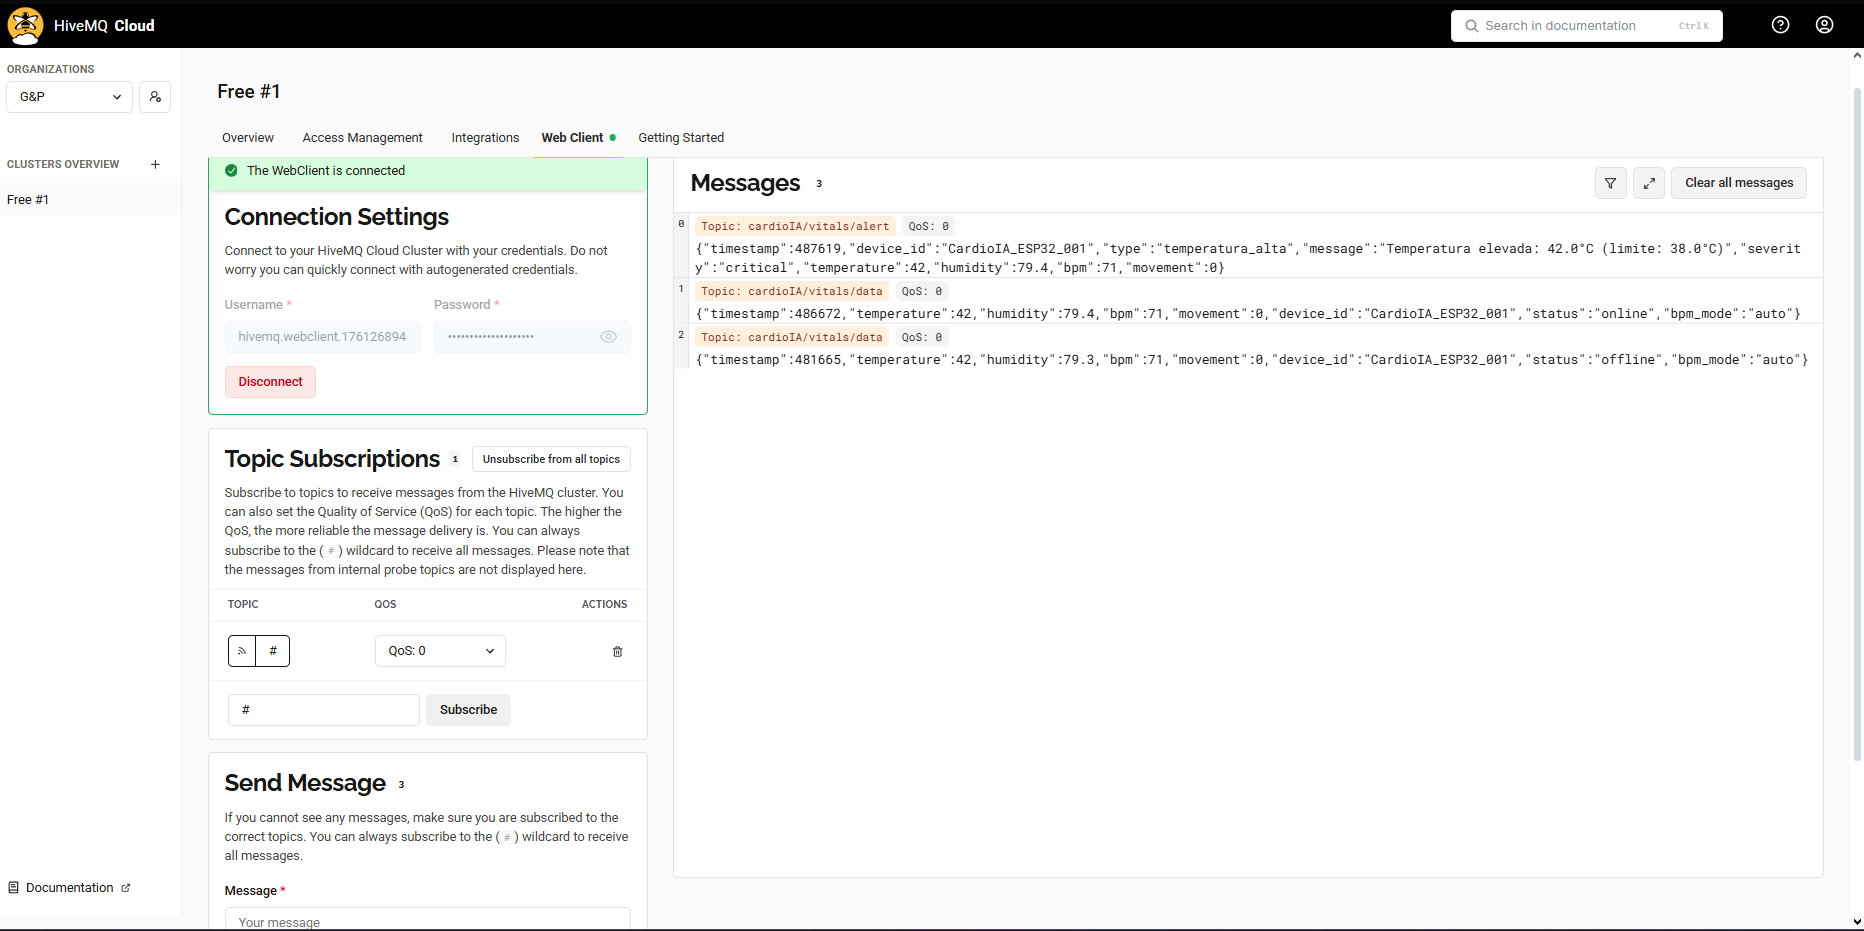 HiveMQ Cloud
Search in documentation Ctrl K
ORGANIZATIONS
G&P
CLUSTERS OVERVIEW +
Free #1
Documentation
Free #1
Overview Access Management Integrations Web Client Getting Started
The WebClient is connected
Connection Settings
Connect to your HiveMQ Cloud Cluster with your credentials. Do not
worry you can quickly connect with autogenerated credentials.
Username * Password *
hivemq.webclient.176126894 ••••••••••••••••••••
Disconnect
Topic Subscriptions 1 Unsubscribe from all topics
Subscribe to topics to receive messages from the HiveMQ cluster. You
can also set the Quality of Service (QoS) for each topic. The higher the
QoS, the more reliable the message delivery is. You can always
subscribe to the ( # ) wildcard to receive all messages. Please note that
the messages from internal probe topics are not displayed here.
TOPIC QOS ACTIONS
# QoS: 0
# Subscribe
Send Message 3
If you cannot see any messages, make sure you are subscribed to the
correct topics. You can always subscribe to the ( # ) wildcard to receive
all messages.
Message *
Your message
Messages 3 Clear all messages
0 Topic: cardioIA/vitals/alert QoS: 0
{"timestamp":487619,"device_id":"CardioIA_ESP32_001","type":"temperatura_alta","message":"Temperatura elevada: 42.0°C (limite: 38.0°C)","severit
y":"critical","temperature":42,"humidity":79.4,"bpm":71,"movement":0}
1 Topic: cardioIA/vitals/data QoS: 0
{"timestamp":486672,"temperature":42,"humidity":79.4,"bpm":71,"movement":0,"device_id":"CardioIA_ESP32_001","status":"online","bpm_mode":"auto"}
2 Topic: cardioIA/vitals/data QoS: 0
{"timestamp":481665,"temperature":42,"humidity":79.3,"bpm":71,"movement":0,"device_id":"CardioIA_ESP32_001","status":"offline","bpm_mode":"auto"}